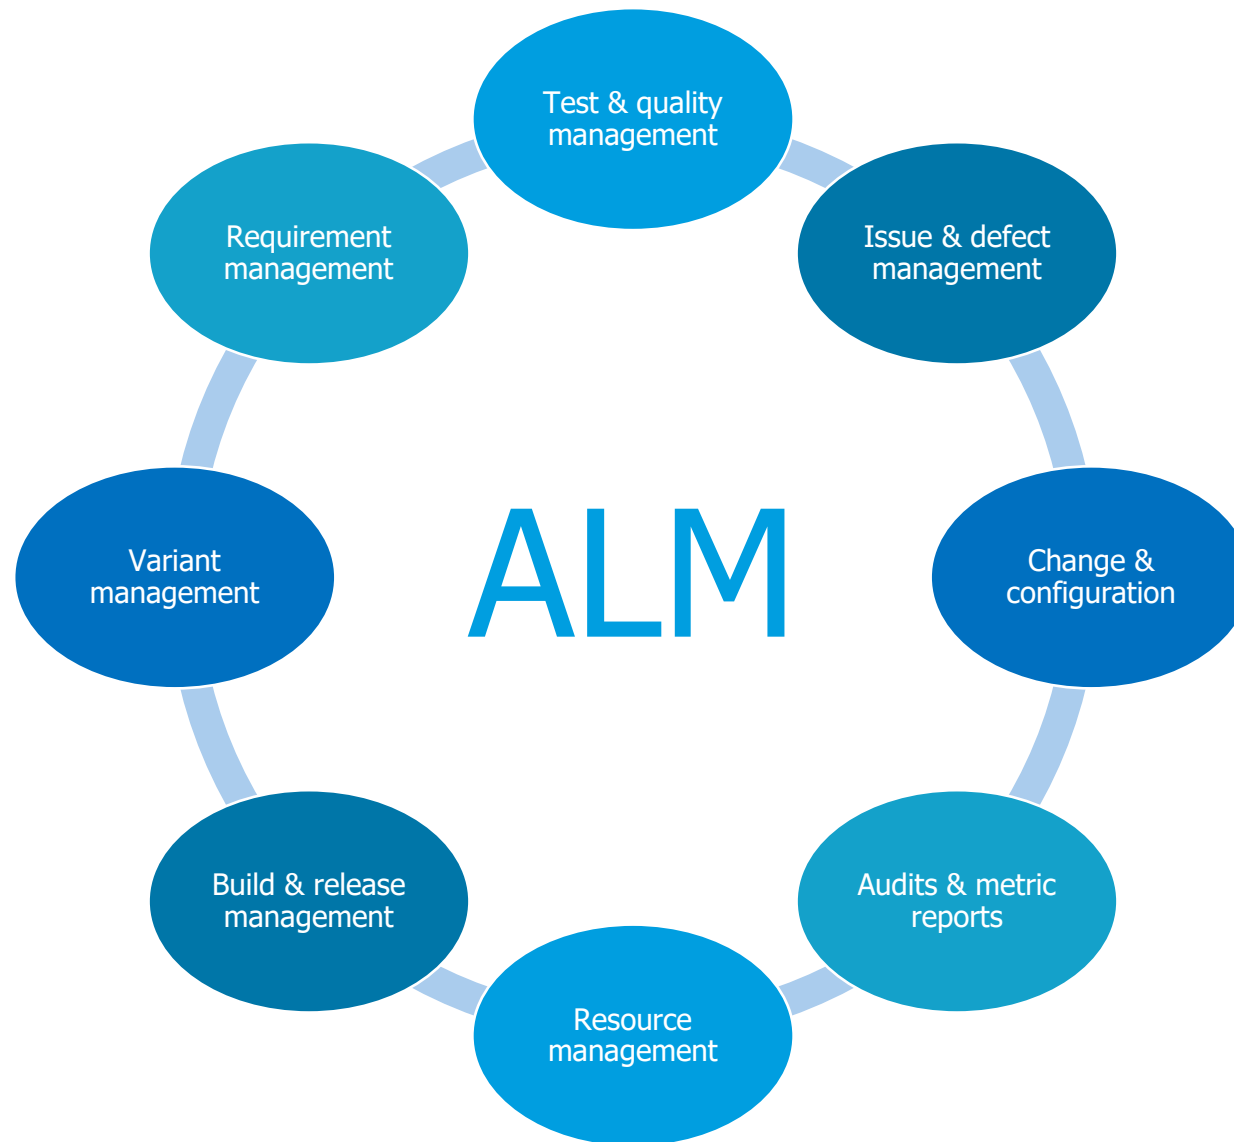 Test & quality
management
Requirement
management
Issue & defect
management
Variant
management
ALM
Change &
configuration
Build & release
management
Audits & metric
reports
Resource
management